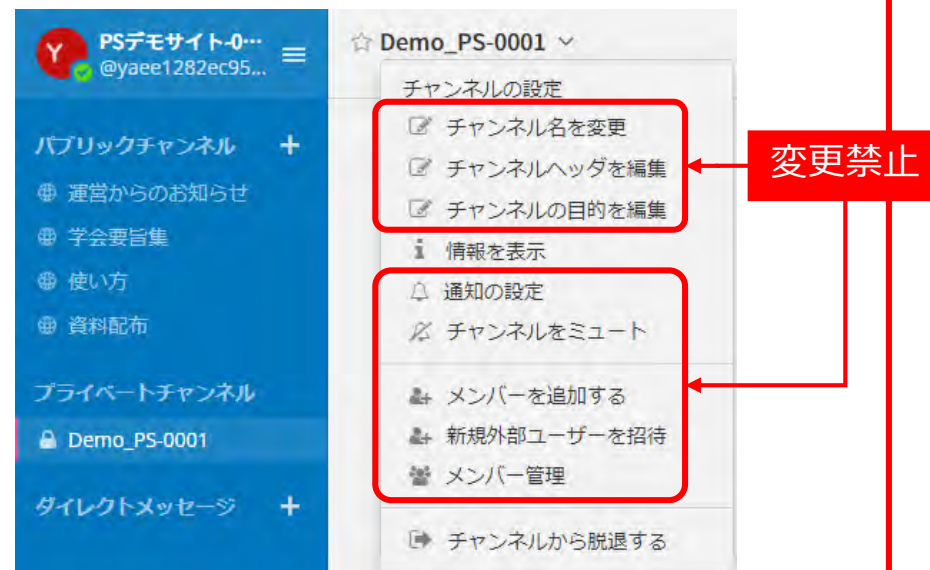 Y
PSデモサイト-0…
@yaee1282ec95...
パブリックチャンネル +
運営からのお知らせ
学会要旨集
使い方
資料配布
プライベートチャンネル
Demo_PS-0001
ダイレクトメッセージ +
Demo_PS-0001
チャンネルの設定
チャンネル名を変更
チャンネルヘッダを編集
チャンネルの目的を編集
情報を表示
通知の設定
チャンネルをミュート
メンバーを追加する
新規外部ユーザーを招待
メンバー管理
チャンネルから脱退する
変更禁止